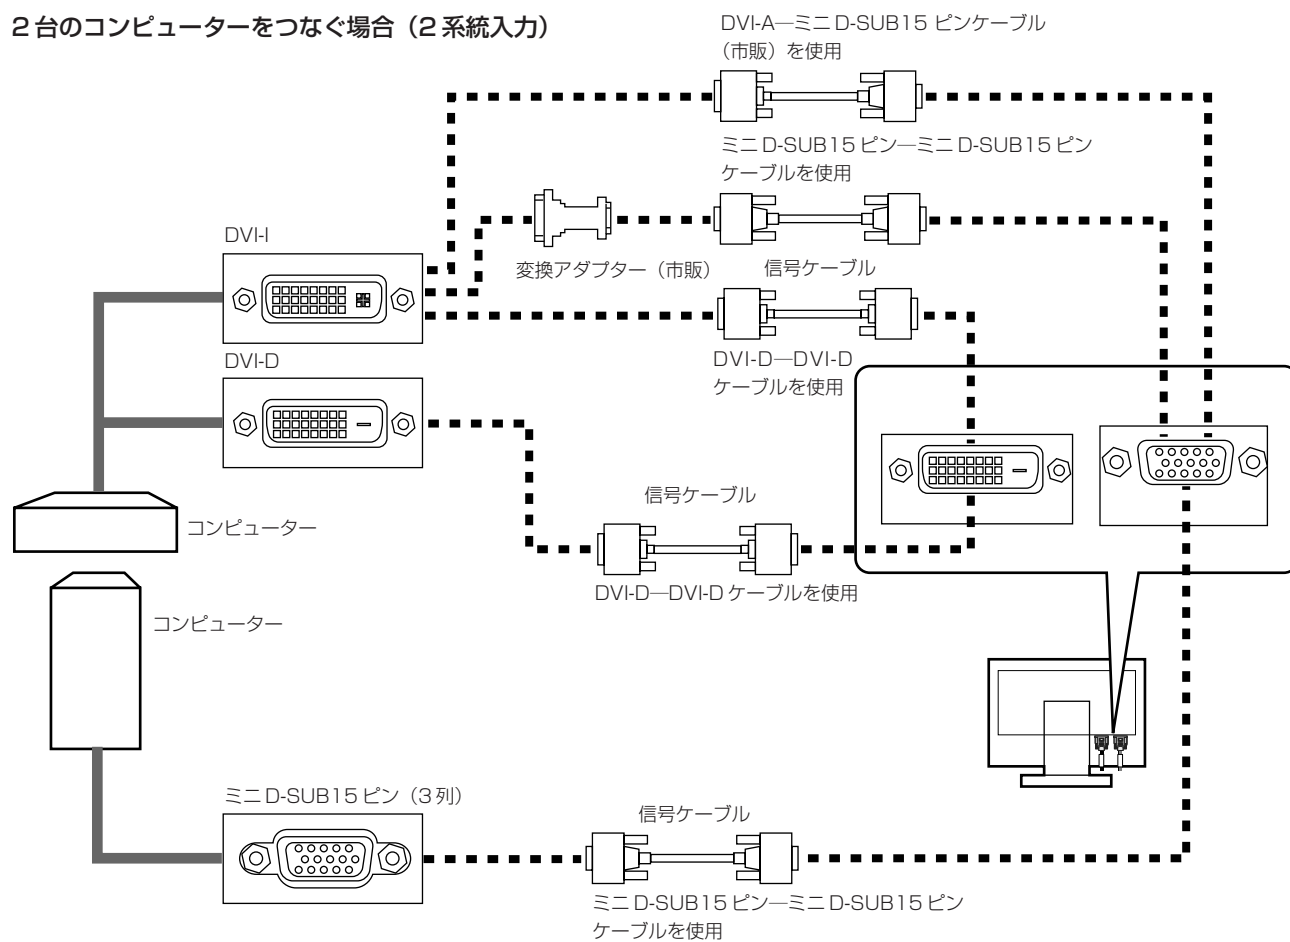 2台のコンピューターをつなぐ場合（2系統入力）
DVI-A—ミニD-SUB15ピンケーブル
（市販）を使用
ミニD-SUB15ピン—ミニD-SUB15ピン
ケーブルを使用
DVI-I
変換アダプター（市販）
信号ケーブル
DVI-D
DVI-D—DVI-D
ケーブルを使用
信号ケーブル
コンピューター
DVI-D—DVI-Dケーブルを使用
コンピューター
ミニD-SUB15ピン（3列）
信号ケーブル
ミニD-SUB15ピン—ミニD-SUB15ピン
ケーブルを使用